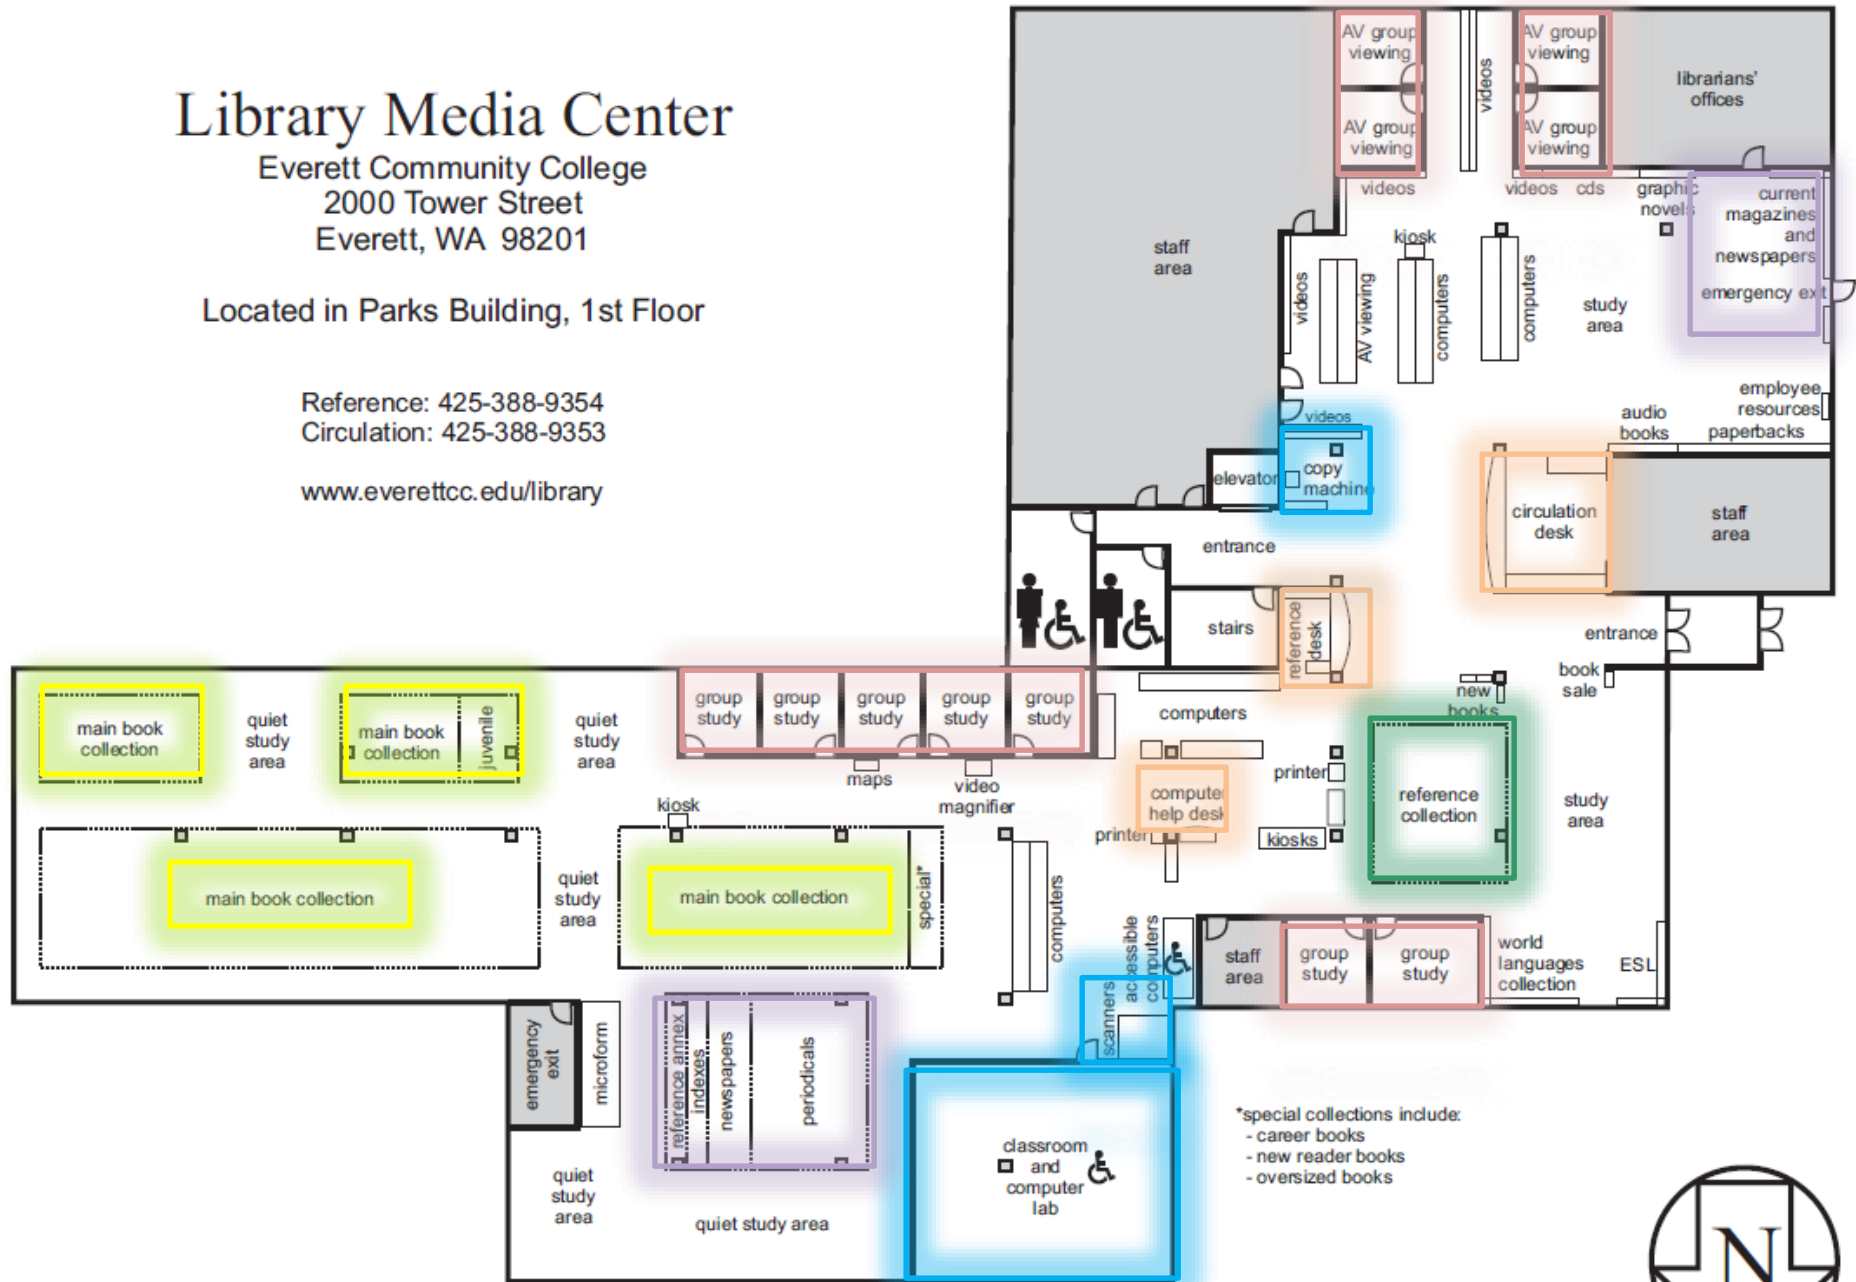 Library Media Center
Everett Community College
2000 Tower Street
Everett, WA 98201
Located in Parks Building, 1st Floor
Reference: 425-388-9354
Circulation: 425-388-9353
www.everettcc.edu/library
AV group
viewing
AV group
viewing
videos
AV group
viewing
AV group
viewing
librarians'
offices
videos
videos
cds
graphic
novels
current
magazines
and
newspapers
emergency exit
staff
area
kiosk
videos
AV viewing
computers
computers
study
area
employee
resources
audio
books
paperbacks
videos
elevator
copy
machine
circulation
desk
staff
area
entrance
stairs
reference
desk
entrance
book
sale
new
books
main book
collection
quiet
study
area
main book
collection
juvenile
quiet
study
area
group
study
group
study
group
study
group
study
group
study
computers
maps
video
magnifier
kiosk
computer
help desk
printer
printer
kiosks
reference
collection
study
area
main book collection
quiet
study
area
main book collection
special*
computers
accessible
computers
scanners
staff
area
group
study
group
study
world
languages
collection
ESL
emergency
exit
microform
reference annex
indexes
newspapers
periodicals
quiet
study
area
quiet study area
classroom
and
computer
lab
*special collections include:
- career books
- new reader books
- oversized books
N